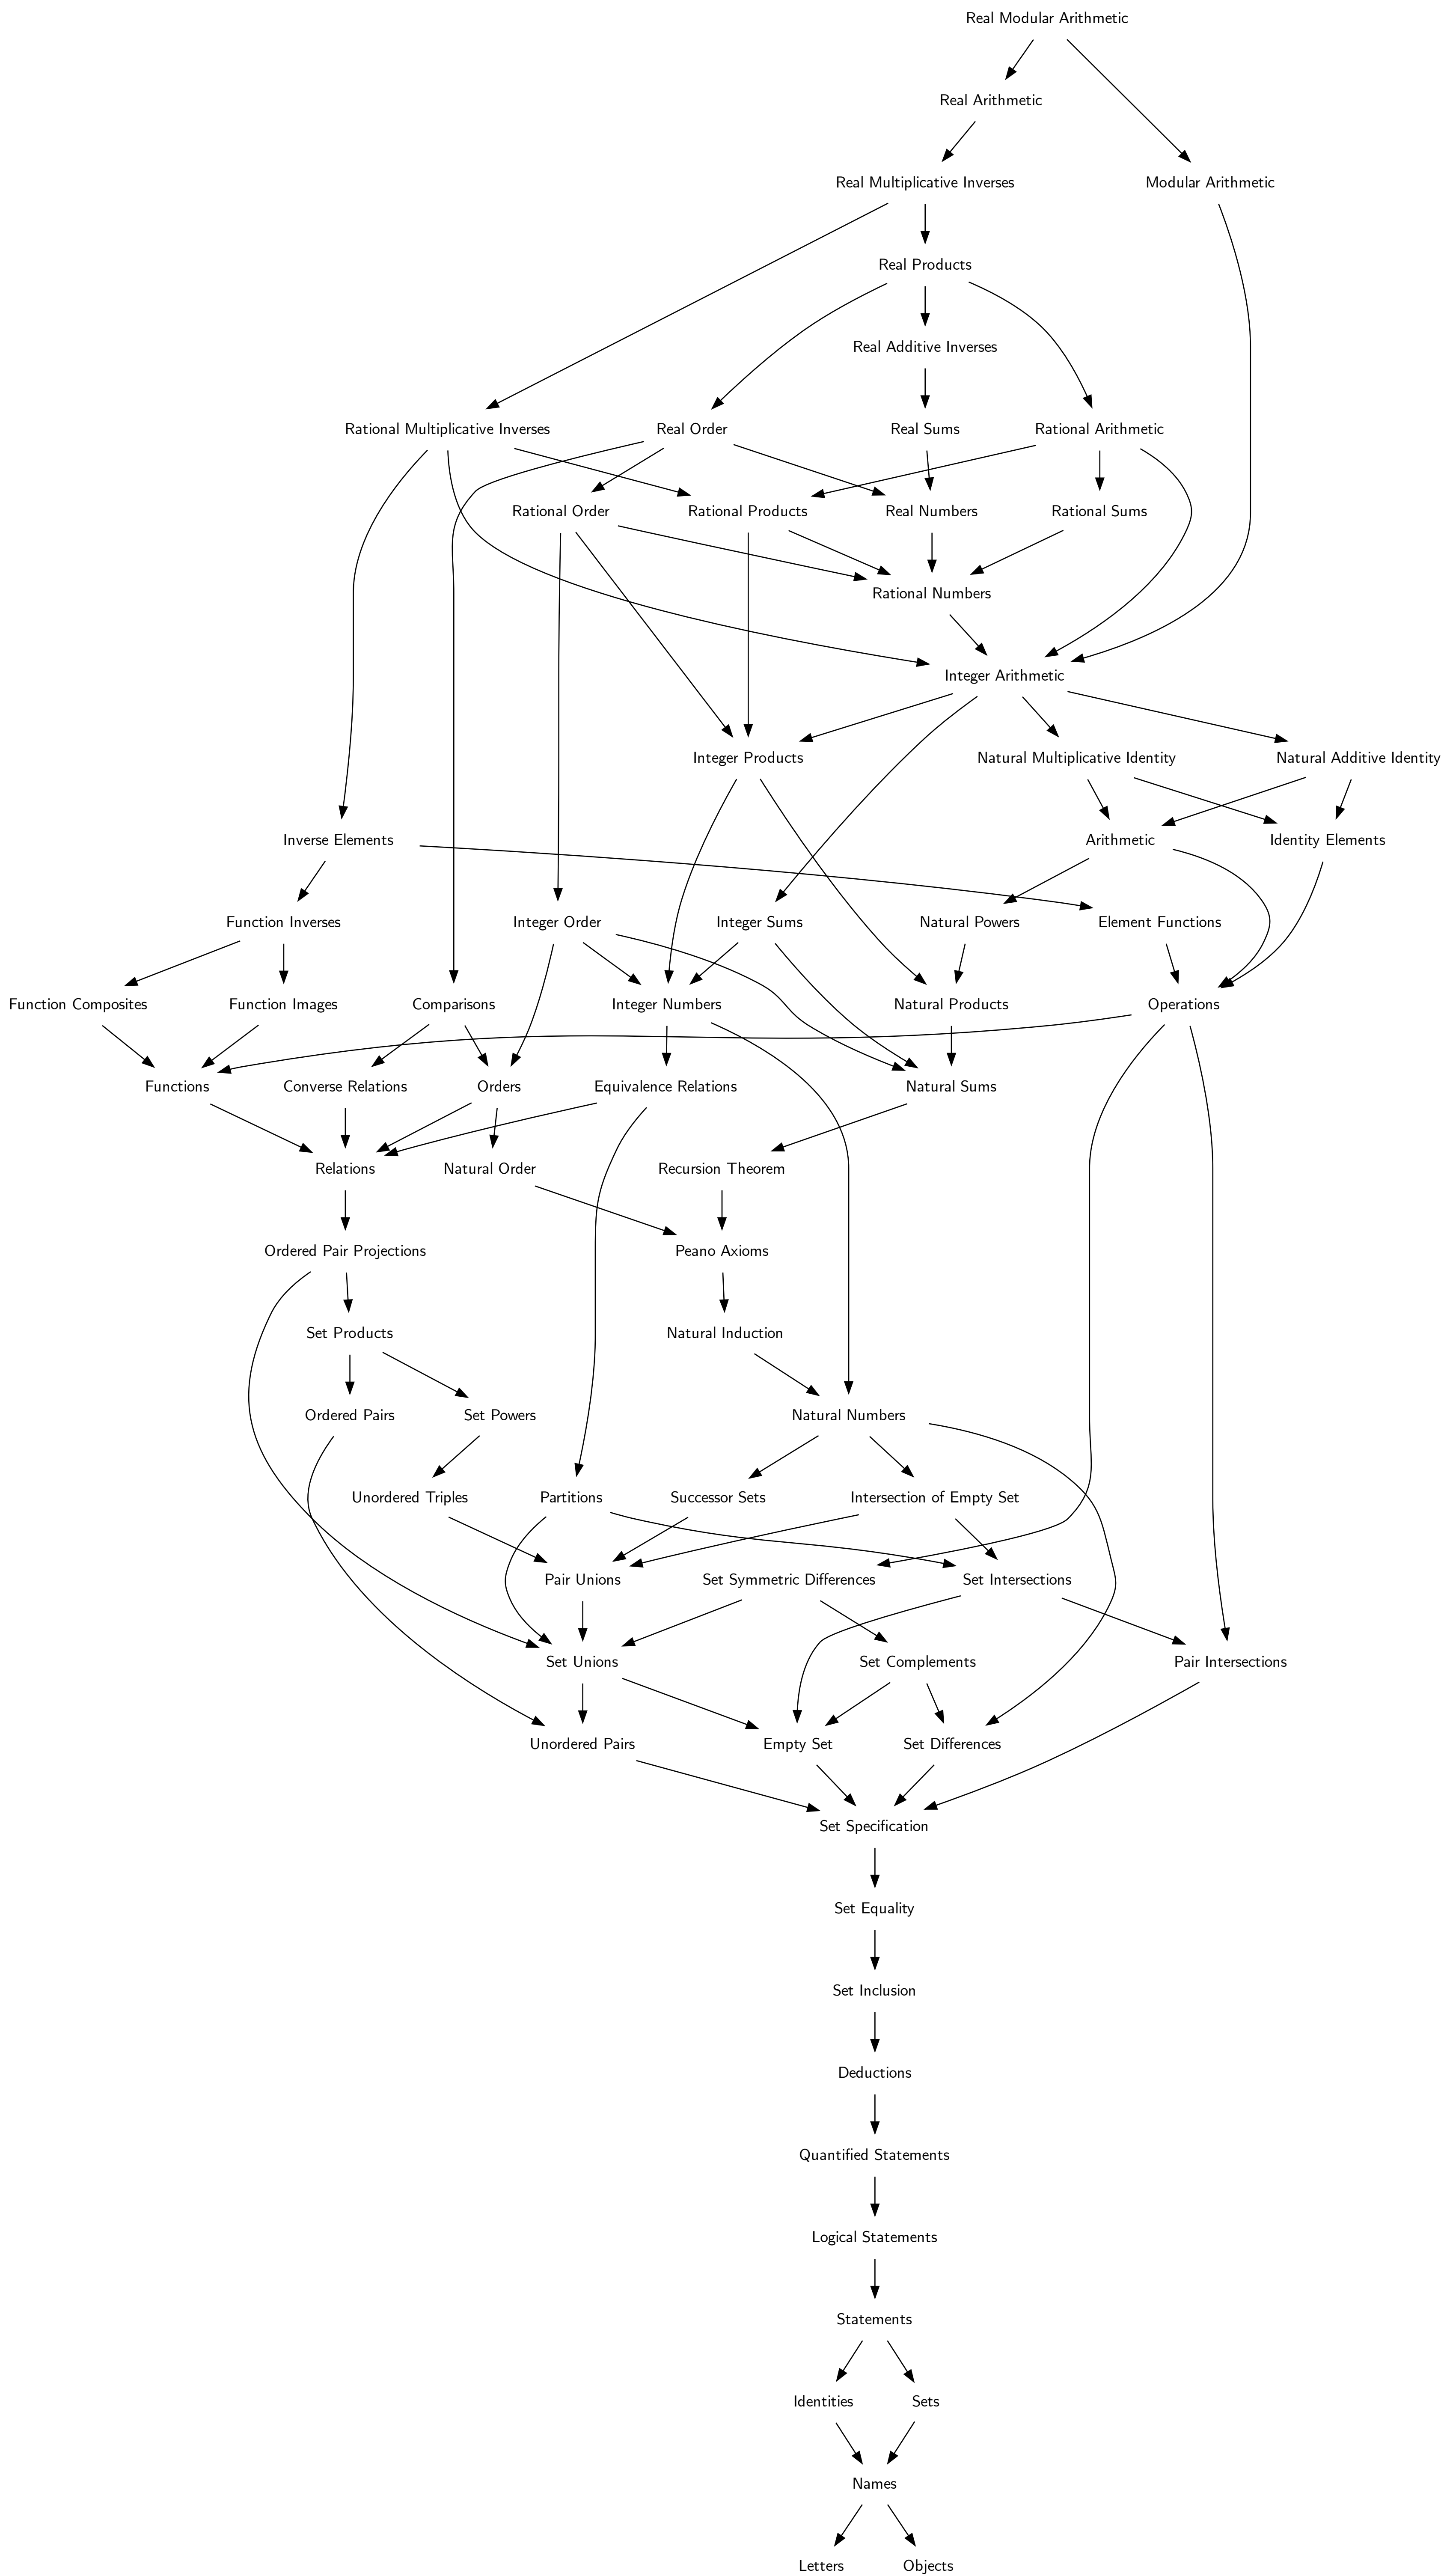 Real Modular Arithmetic
Real Arithmetic
Real Multiplicative Inverses
Modular Arithmetic
Real Products
Real Additive Inverses
Rational Multiplicative Inverses
Real Order
Real Sums
Rational Arithmetic
Rational Order
Rational Products
Real Numbers
Rational Sums
Rational Numbers
Integer Arithmetic
Integer Products
Natural Multiplicative Identity
Natural Additive Identity
Inverse Elements
Arithmetic
Identity Elements
Function Inverses
Integer Order
Integer Sums
Natural Powers
Element Functions
Function Composites
Function Images
Comparisons
Integer Numbers
Natural Products
Operations
Functions
Converse Relations
Orders
Equivalence Relations
Natural Sums
Relations
Natural Order
Recursion Theorem
Ordered Pair Projections
Peano Axioms
Set Products
Natural Induction
Ordered Pairs
Set Powers
Natural Numbers
Unordered Triples
Partitions
Successor Sets
Intersection of Empty Set
Pair Unions
Set Symmetric Differences
Set Intersections
Set Unions
Set Complements
Pair Intersections
Unordered Pairs
Empty Set
Set Differences
Set Specification
Set Equality
Set Inclusion
Deductions
Quantified Statements
Logical Statements
Statements
Identities
Sets
Names
Letters
Objects